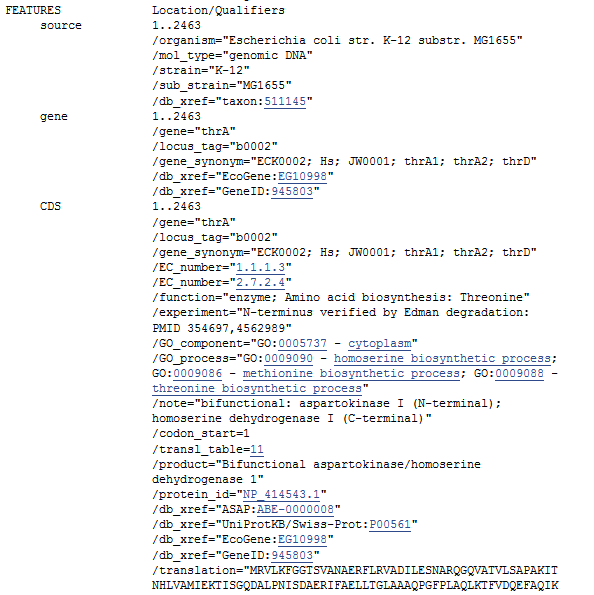 FEATURES Location/Qualifiers
source 1..2463
/organism="Escherichia coli str. K-12 substr. MG1655"
/mol_type="genomic DNA"
/strain="K-12"
/sub_strain="MG1655"
/db_xref="taxon:511145"
gene 1..2463
/gene="thrA"
/locus_tag="b0002"
/gene_synonym="ECK0002; Hs; JW0001; thrA1; thrA2; thrD"
/db_xref="EcoGene:EG10998"
/db_xref="GeneID:945803"
CDS 1..2463
/gene="thrA"
/locus_tag="b0002"
/gene_synonym="ECK0002; Hs; JW0001; thrA1; thrA2; thrD"
/EC_number="1.1.1.3"
/EC_number="2.7.2.4"
/function="enzyme; Amino acid biosynthesis: Threonine"
/experiment="N-terminus verified by Edman degradation:
PMID 354697,4562989"
/GO_component="GO:0005737 - cytoplasm"
/GO_process="GO:0009090 - homoserine biosynthetic process;
GO:0009086 - methionine biosynthetic process; GO:0009088 -
threonine biosynthetic process"
/note="bifunctional: aspartokinase I (N-terminal);
homoserine dehydrogenase I (C-terminal)"
/codon_start=1
/transl_table=11
/product="Bifunctional aspartokinase/homoserine
dehydrogenase 1"
/protein_id="NP_414543.1"
/db_xref="ASAP:ABE-0000008"
/db_xref="UniProtKB/Swiss-Prot:P00561"
/db_xref="EcoGene:EG10998"
/db_xref="GeneID:945803"
/translation="MRVLKFGGTSVANAERFLRVADILESNARQGQVATVLSAPAKIT
NHLVAMIEKTISGQDALPNISDAERIFAELLTGLAAAQPGFPLAQLKTFVDQEFAQIK